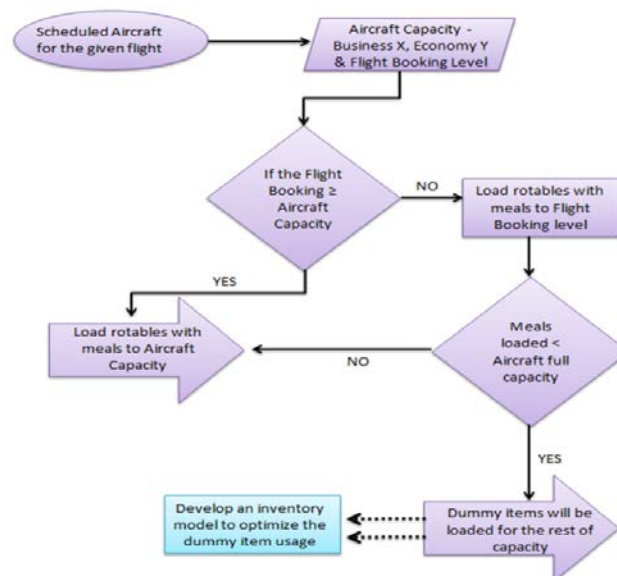 Scheduled Aircraft
for the given flight
Aircraft Capacity -
Business X, Economy Y
& Flight Booking Level
If the Flight
Booking ≥
Aircraft
Capacity
NO
Load rotables with
meals to Flight
Booking level
YES
Load rotables with
meals to Aircraft
Capacity
NO
Meals
loaded <
Aircraft full
capacity
YES
Develop an inventory
model to optimize the
dummy item usage
Dummy items will be
loaded for the rest of
capacity